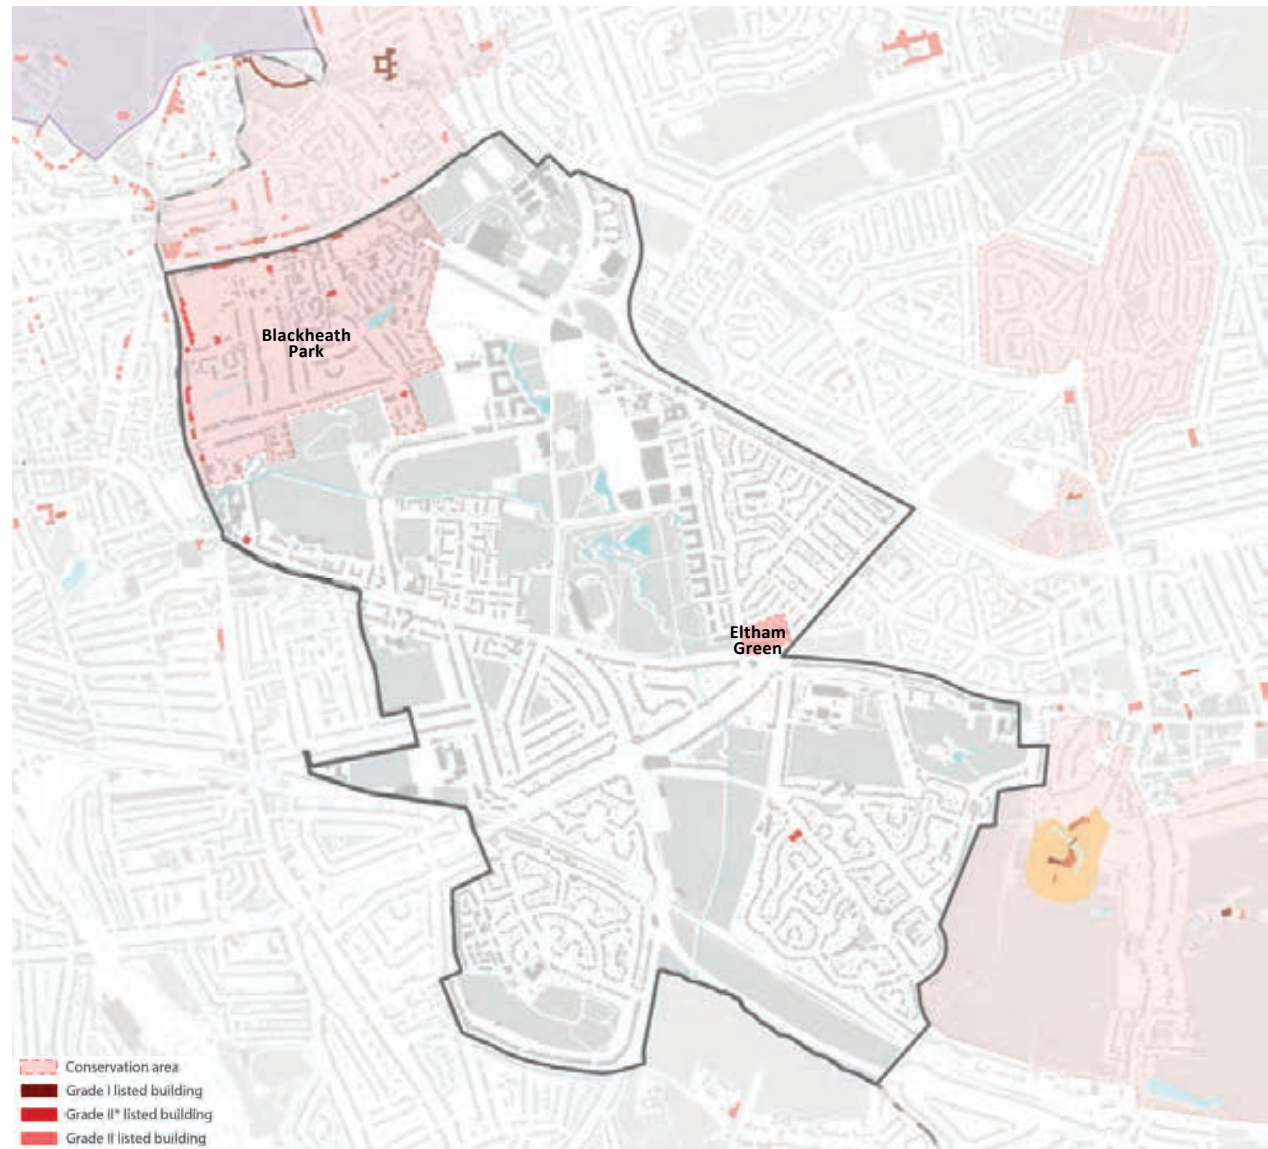 Blackheath
Park
Eltham
Green
Conservation area
Grade I listed building
Grade II* listed building
Grade II listed building